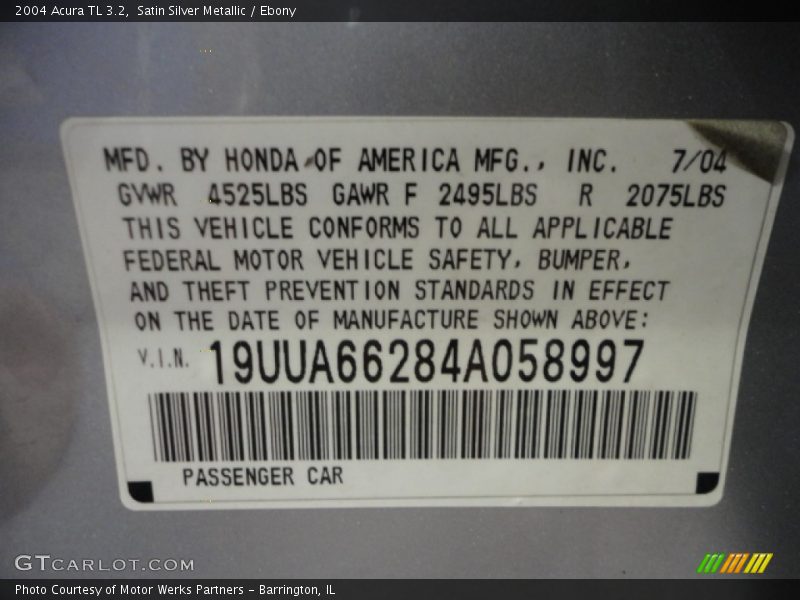 2004 Acura TL 3.2, Satin Silver Metallic / Ebony
MFD. BY HONDA OF AMERICA MFG., INC. 7/04
GVWR 4525LBS GAWR F 2495LBS R 2075LBS
THIS VEHICLE CONFORMS TO ALL APPLICABLE
FEDERAL MOTOR VEHICLE SAFETY, BUMPER,
AND THEFT PREVENTION STANDARDS IN EFFECT
ON THE DATE OF MANUFACTURE SHOWN ABOVE:
V.I.N. 19UUA66284A058997
PASSENGER CAR
GTCARLOT.COM
Photo Courtesy of Motor Werks Partners - Barrington, IL